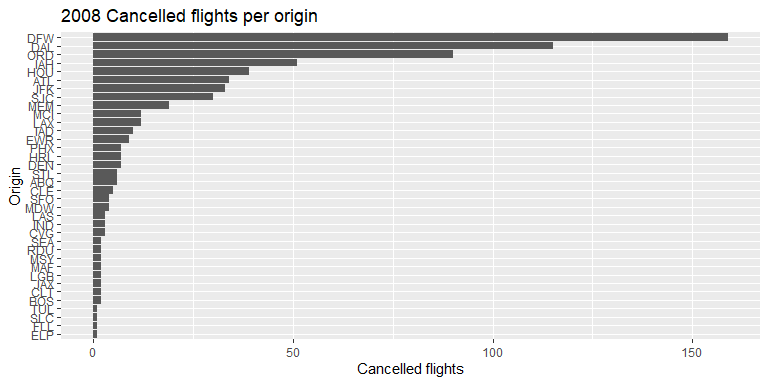 2008 Cancelled flights per origin
DFW
DAL
ORD
IAH
HOU
ATL
JFK
SJC
MEM
MCI
LAX
IAD
EWR
PHX
HRL
DEN
STL
ABQ
CLE
SFO
MDW
LAS
IND
CVG
SEA
RDU
MSY
MAF
LGB
JAX
CLT
BOS
TUL
SLC
FLL
ELP
Origin
0 50 100 150
Cancelled flights